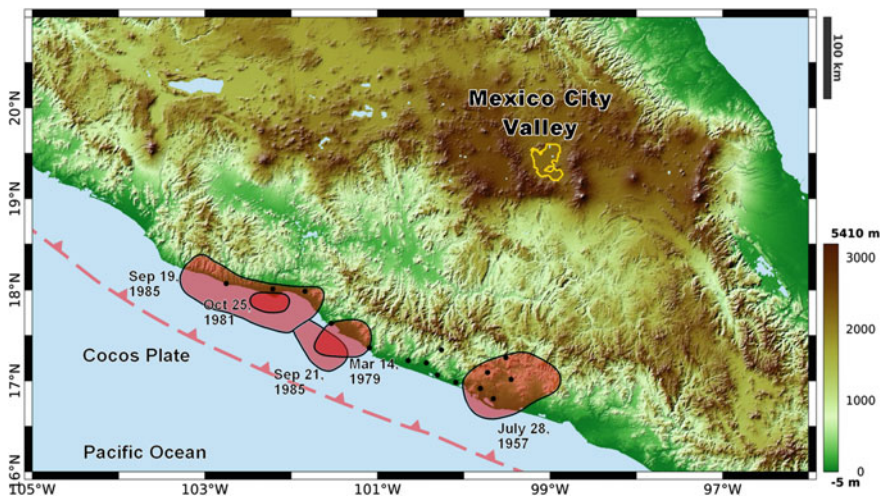 Mexico City
Valley
Sep 19,
1985
Oct 25,
1981
Cocos Plate
Sep 21,
1985
Mar 14,
1979
July 28,
1957
Pacific Ocean
20°N
19°N
18°N
17°N
16°N
105°W
103°W
101°W
99°W
97°W
100 km
5410 m
3000
2000
1000
0
-5 m